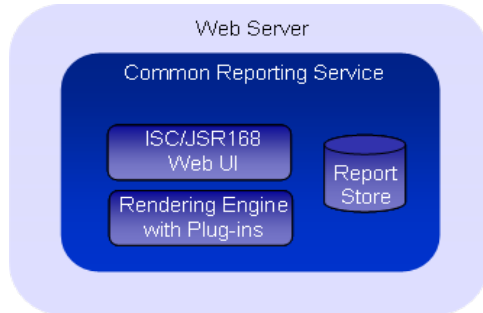 Web Server
Common Reporting Service
ISC/JSR168
Web UI
Rendering Engine
with Plug-ins
Report
Store